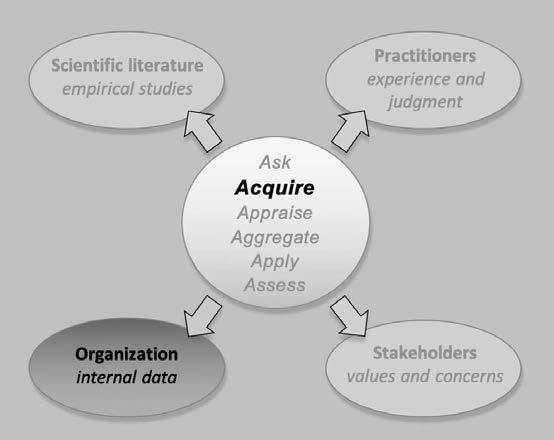 Scientific literature
empirical studies
Practitioners
experience and
judgment
Ask
Acquire
Appraise
Aggregate
Apply
Assess
Organization
internal data
Stakeholders
values and concerns